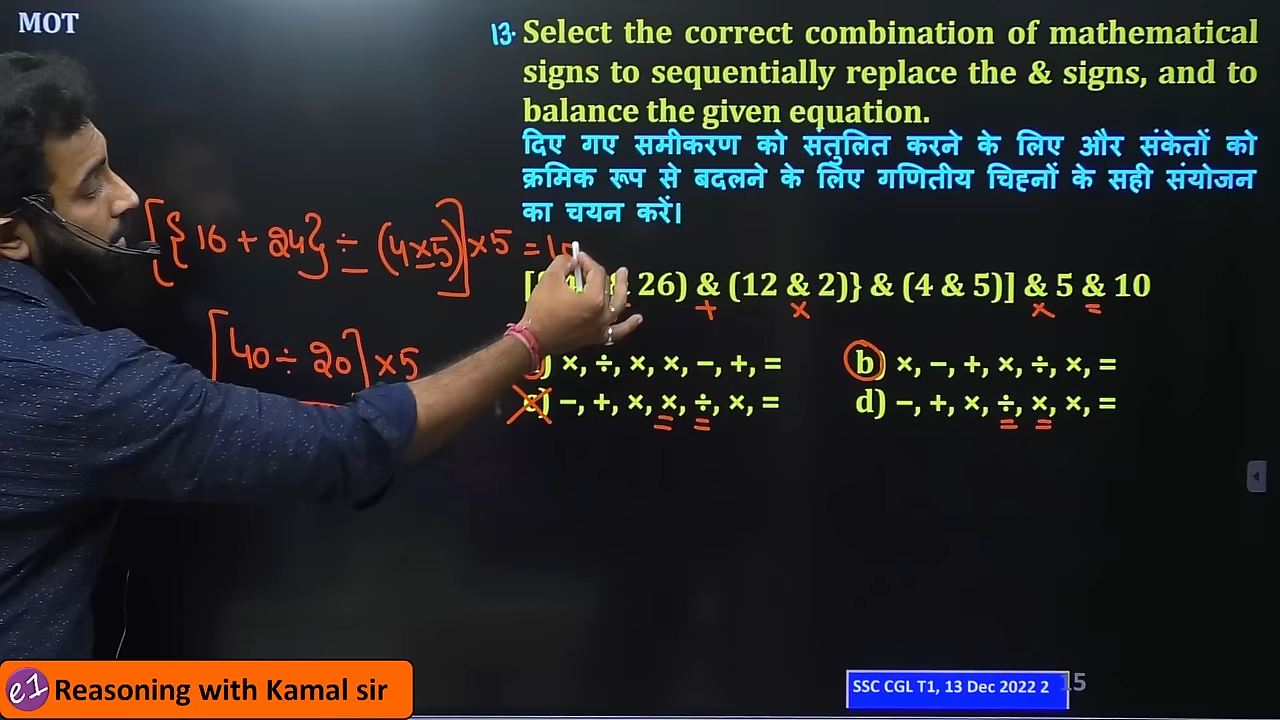 MOT
13. Select the correct combination of mathematical
signs to sequentially replace the & signs, and to
balance the given equation.
दिए गए समीकरण को संतुलित करने के लिए और संकेतों को
क्रमिक रूप से बदलने के लिए गणितीय चिह्नों के सही संयोजन
का चयन करें।
[{16 + 24} ÷ (4×5)] ×5 = 10
[ 26) & (12 & 2)} & (4 & 5)] & 5 & 10
+ × × =
[40 ÷ 20] ×5
) ×, ÷, ×, ×, −, +, = b) ×, −, +, ×, ÷, ×, =
c) −, +, ×, ×, ÷, ×, = d) −, +, ×, ÷, ×, ×, =
e1 Reasoning with Kamal sir
SSC CGL T1, 13 Dec 2022 2 15